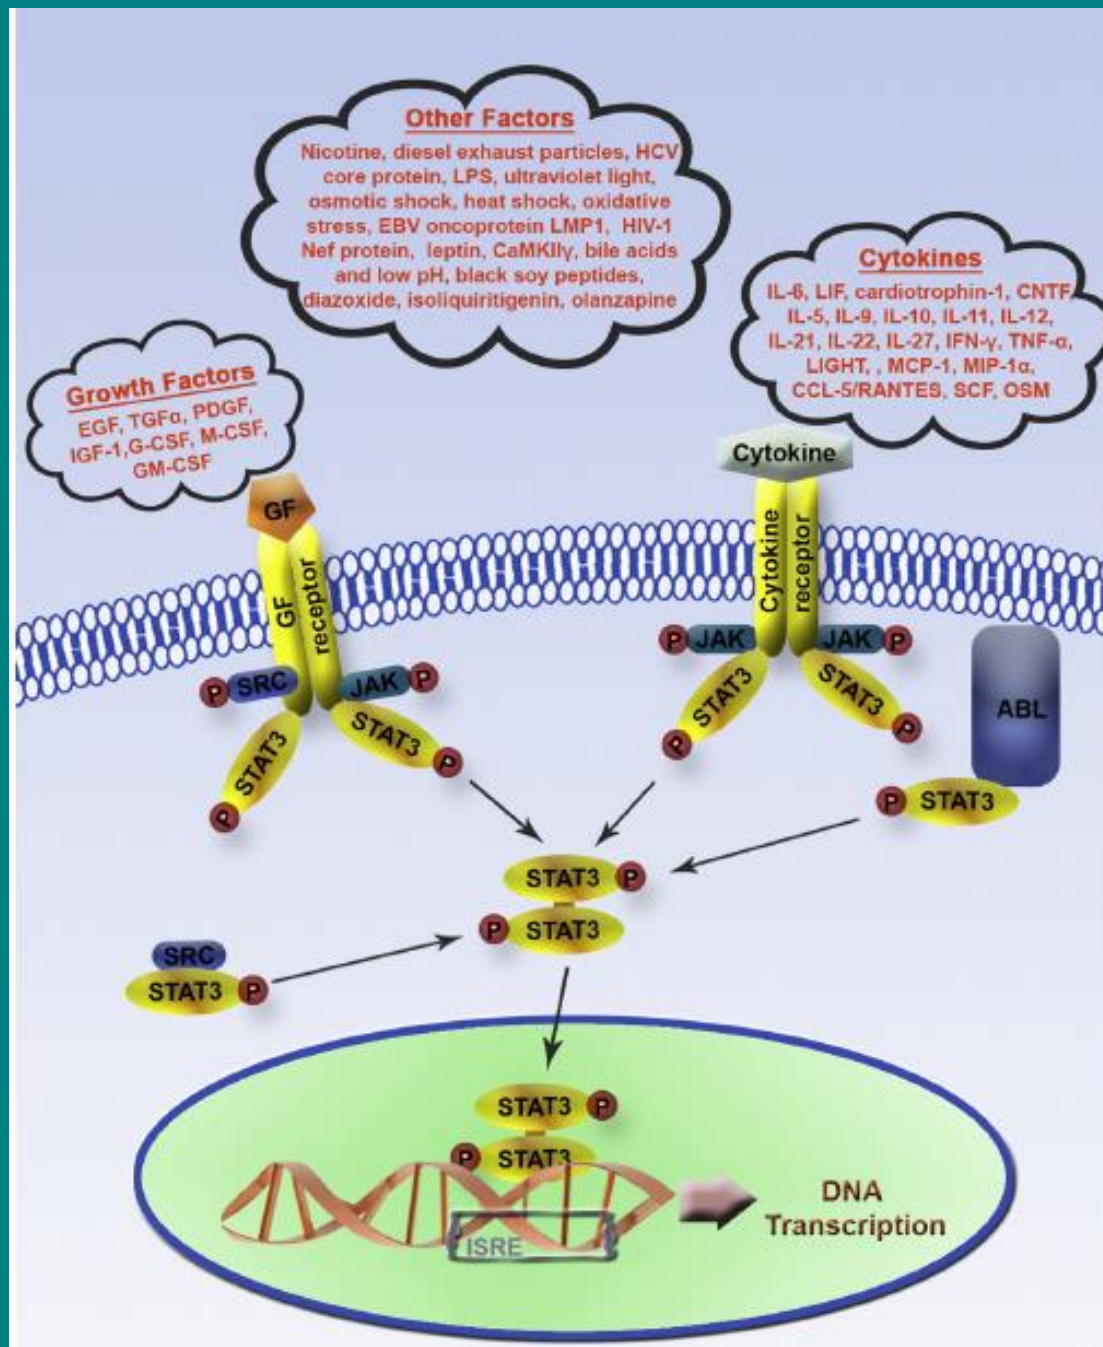 Other Factors
Nicotine, diesel exhaust particles, HCV
core protein, LPS, ultraviolet light,
osmotic shock, heat shock, oxidative
stress, EBV oncoprotein LMP1, HIV-1
Nef protein, leptin, CaMKIIγ, bile acids
and low pH, black soy peptides,
diazoxide, isoliquiritigenin, olanzapine
Cytokines
IL-6, LIF, cardiotrophin-1, CNTF,
IL-5, IL-9, IL-10, IL-11, IL-12,
IL-21, IL-22, IL-27, IFN-γ, TNF-α,
LIGHT, , MCP-1, MIP-1α,
CCL-5/RANTES, SCF, OSM
Growth Factors
EGF, TGFα, PDGF,
IGF-1,G-CSF, M-CSF,
GM-CSF
GF
GF
receptor
P
SRC
JAK
P
STAT3
P
STAT3
P
Cytokine
Cytokine
receptor
P
JAK
JAK
P
STAT3
P
STAT3
P
ABL
P
STAT3
STAT3
P
P
STAT3
SRC
STAT3
P
STAT3
P
P
STAT3
ISRE
DNA
Transcription